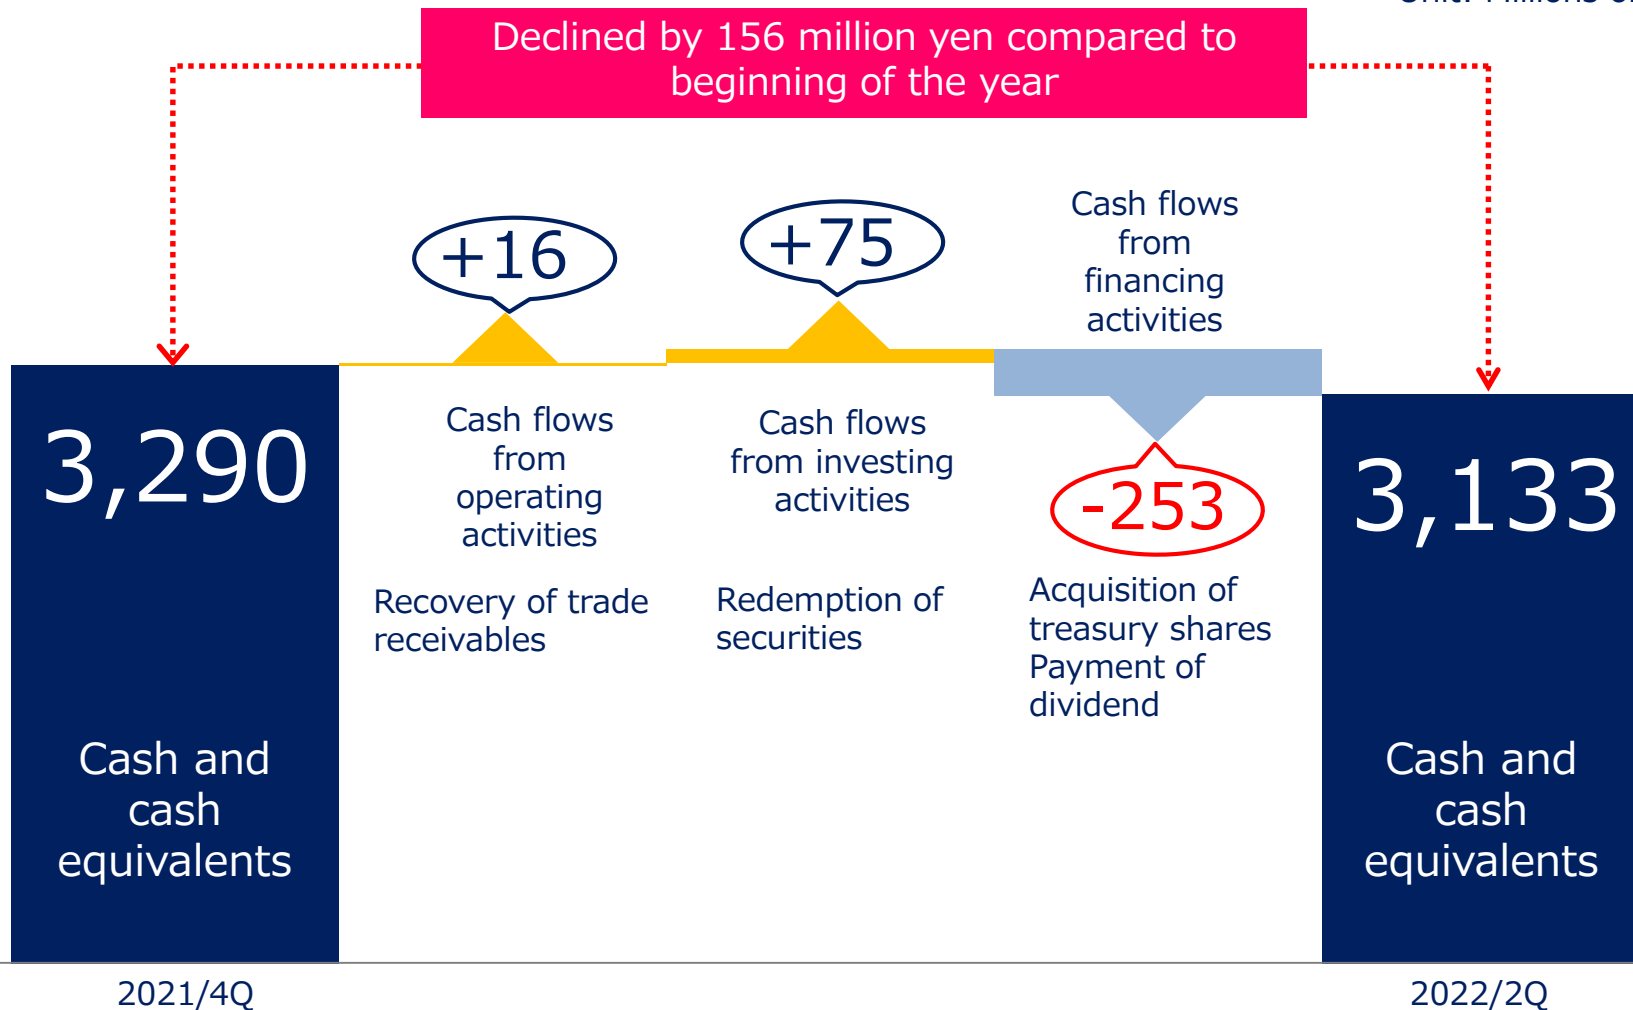 Declined by 156 million yen compared to
beginning of the year
+16
+75
Cash flows
from
financing
activities
3,290
Cash flows
from
operating
activities
Cash flows
from investing
activities
-253
3,133
Recovery of trade
receivables
Redemption of
securities
Acquisition of
treasury shares
Payment of
dividend
Cash and
cash
equivalents
Cash and
cash
equivalents
2021/4Q
2022/2Q